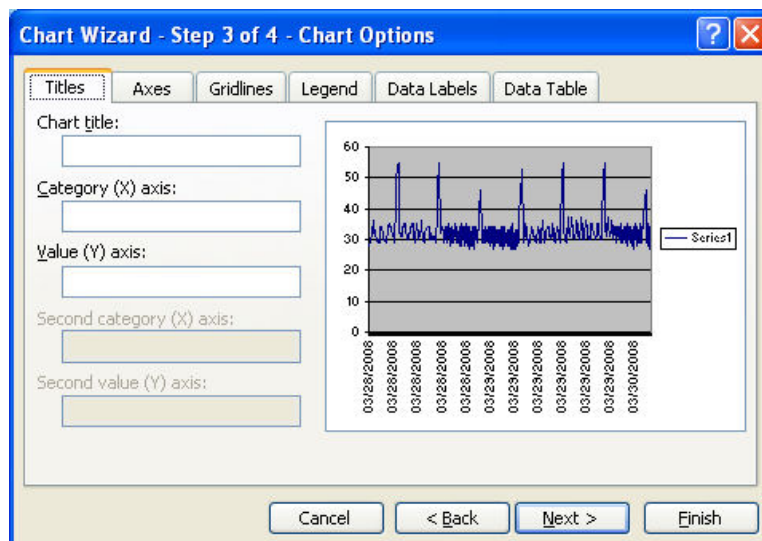 Chart Wizard - Step 3 of 4 - Chart Options
Titles
Axes
Gridlines
Legend
Data Labels
Data Table
Chart title:
Category (X) axis:
Value (Y) axis:
Second category (X) axis:
Second value (Y) axis:
60
50
40
30
20
10
0
03/28/2008
03/28/2008
03/28/2008
03/28/2008
03/28/2008
03/29/2008
03/29/2008
03/29/2008
03/29/2008
03/29/2008
03/30/2008
03/30/2008
Series1
Cancel
< Back
Next >
Finish